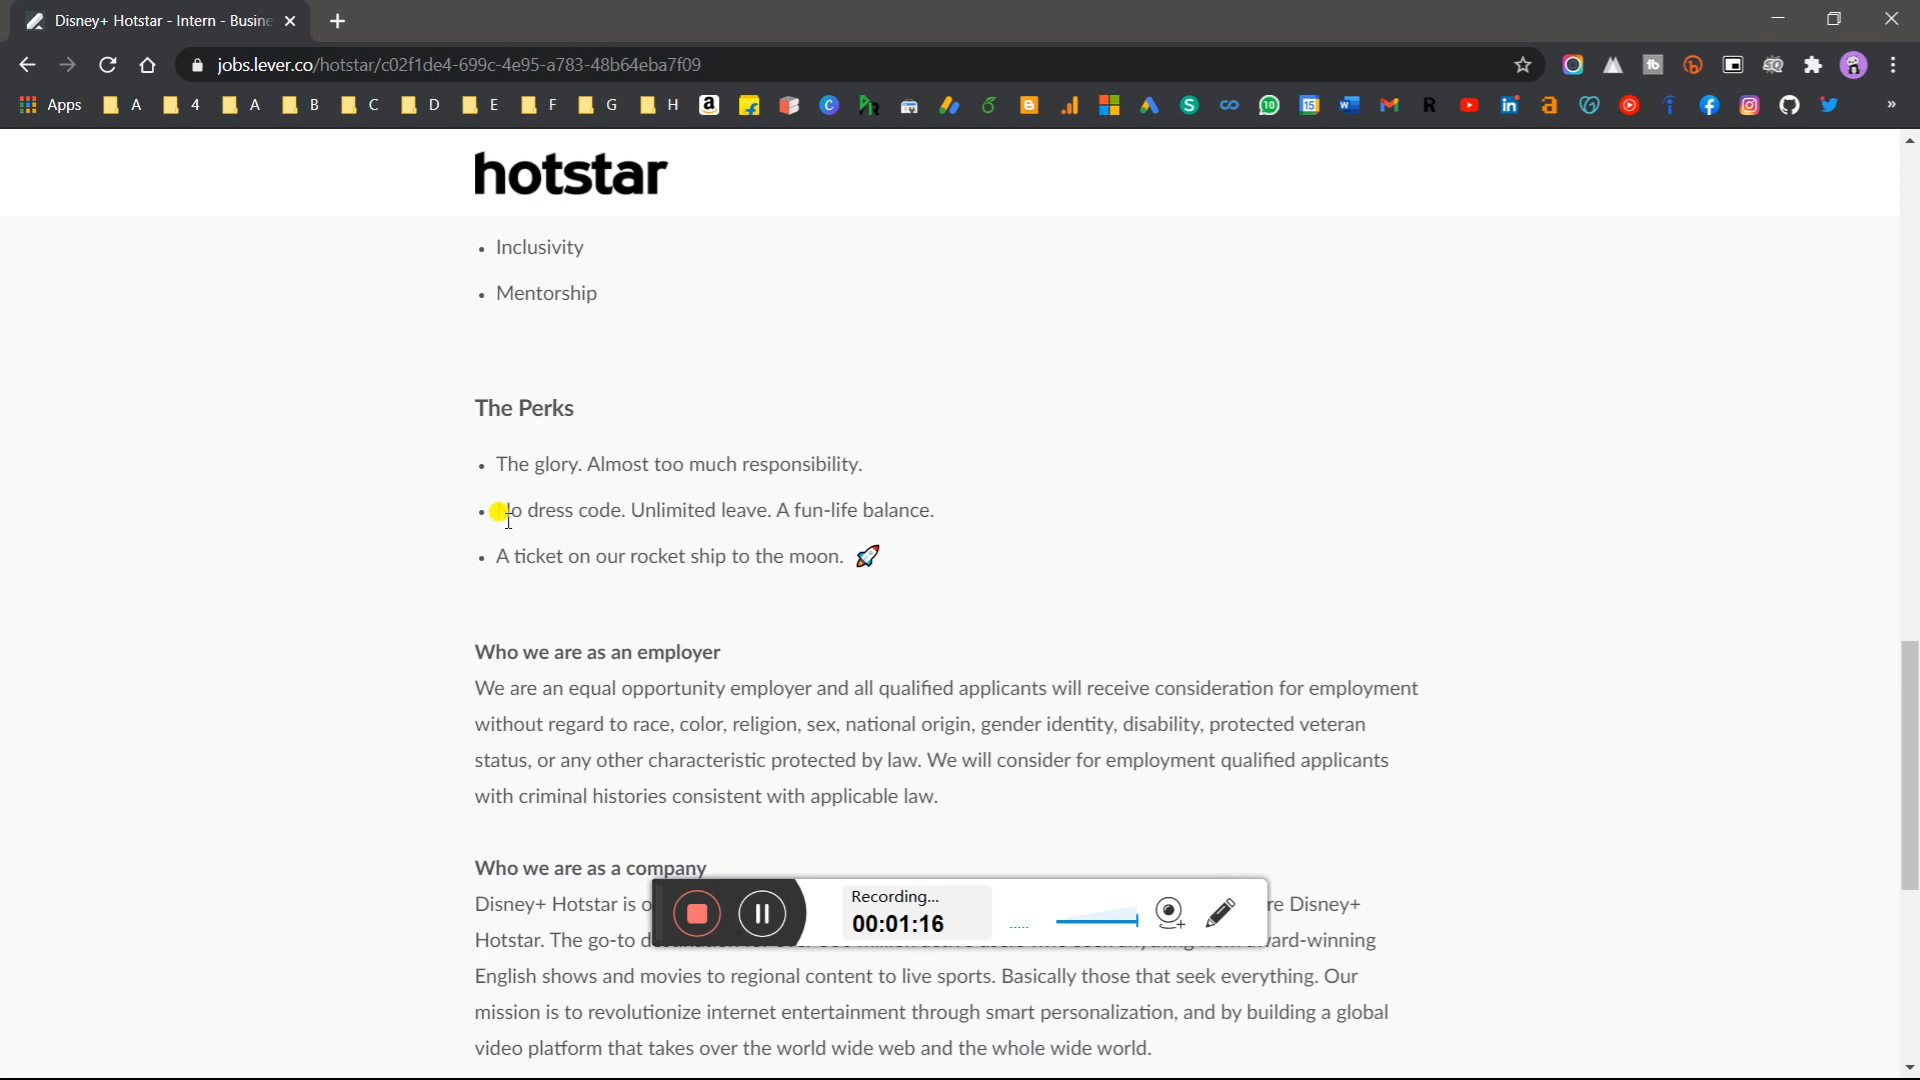 Disney+ Hotstar - Intern - Busine
jobs.lever.co/hotstar/c02f1de4-699c-4e95-a783-48b64eba7f09
Apps A 4 A B C D E F G H
hotstar
• Inclusivity
• Mentorship
The Perks
• The glory. Almost too much responsibility.
• No dress code. Unlimited leave. A fun-life balance.
• A ticket on our rocket ship to the moon. 🚀
Who we are as an employer
We are an equal opportunity employer and all qualified applicants will receive consideration for employment
without regard to race, color, religion, sex, national origin, gender identity, disability, protected veteran
status, or any other characteristic protected by law. We will consider for employment qualified applicants
with criminal histories consistent with applicable law.
Who we are as a company
Disney+ Hotstar is re Disney+
Hotstar. The go-to
English shows and movies to regional content to live sports. Basically those that seek everything. Our
mission is to revolutionize internet entertainment through smart personalization, and by building a global
video platform that takes over the world wide web and the whole wide world.
Recording...
00:01:16